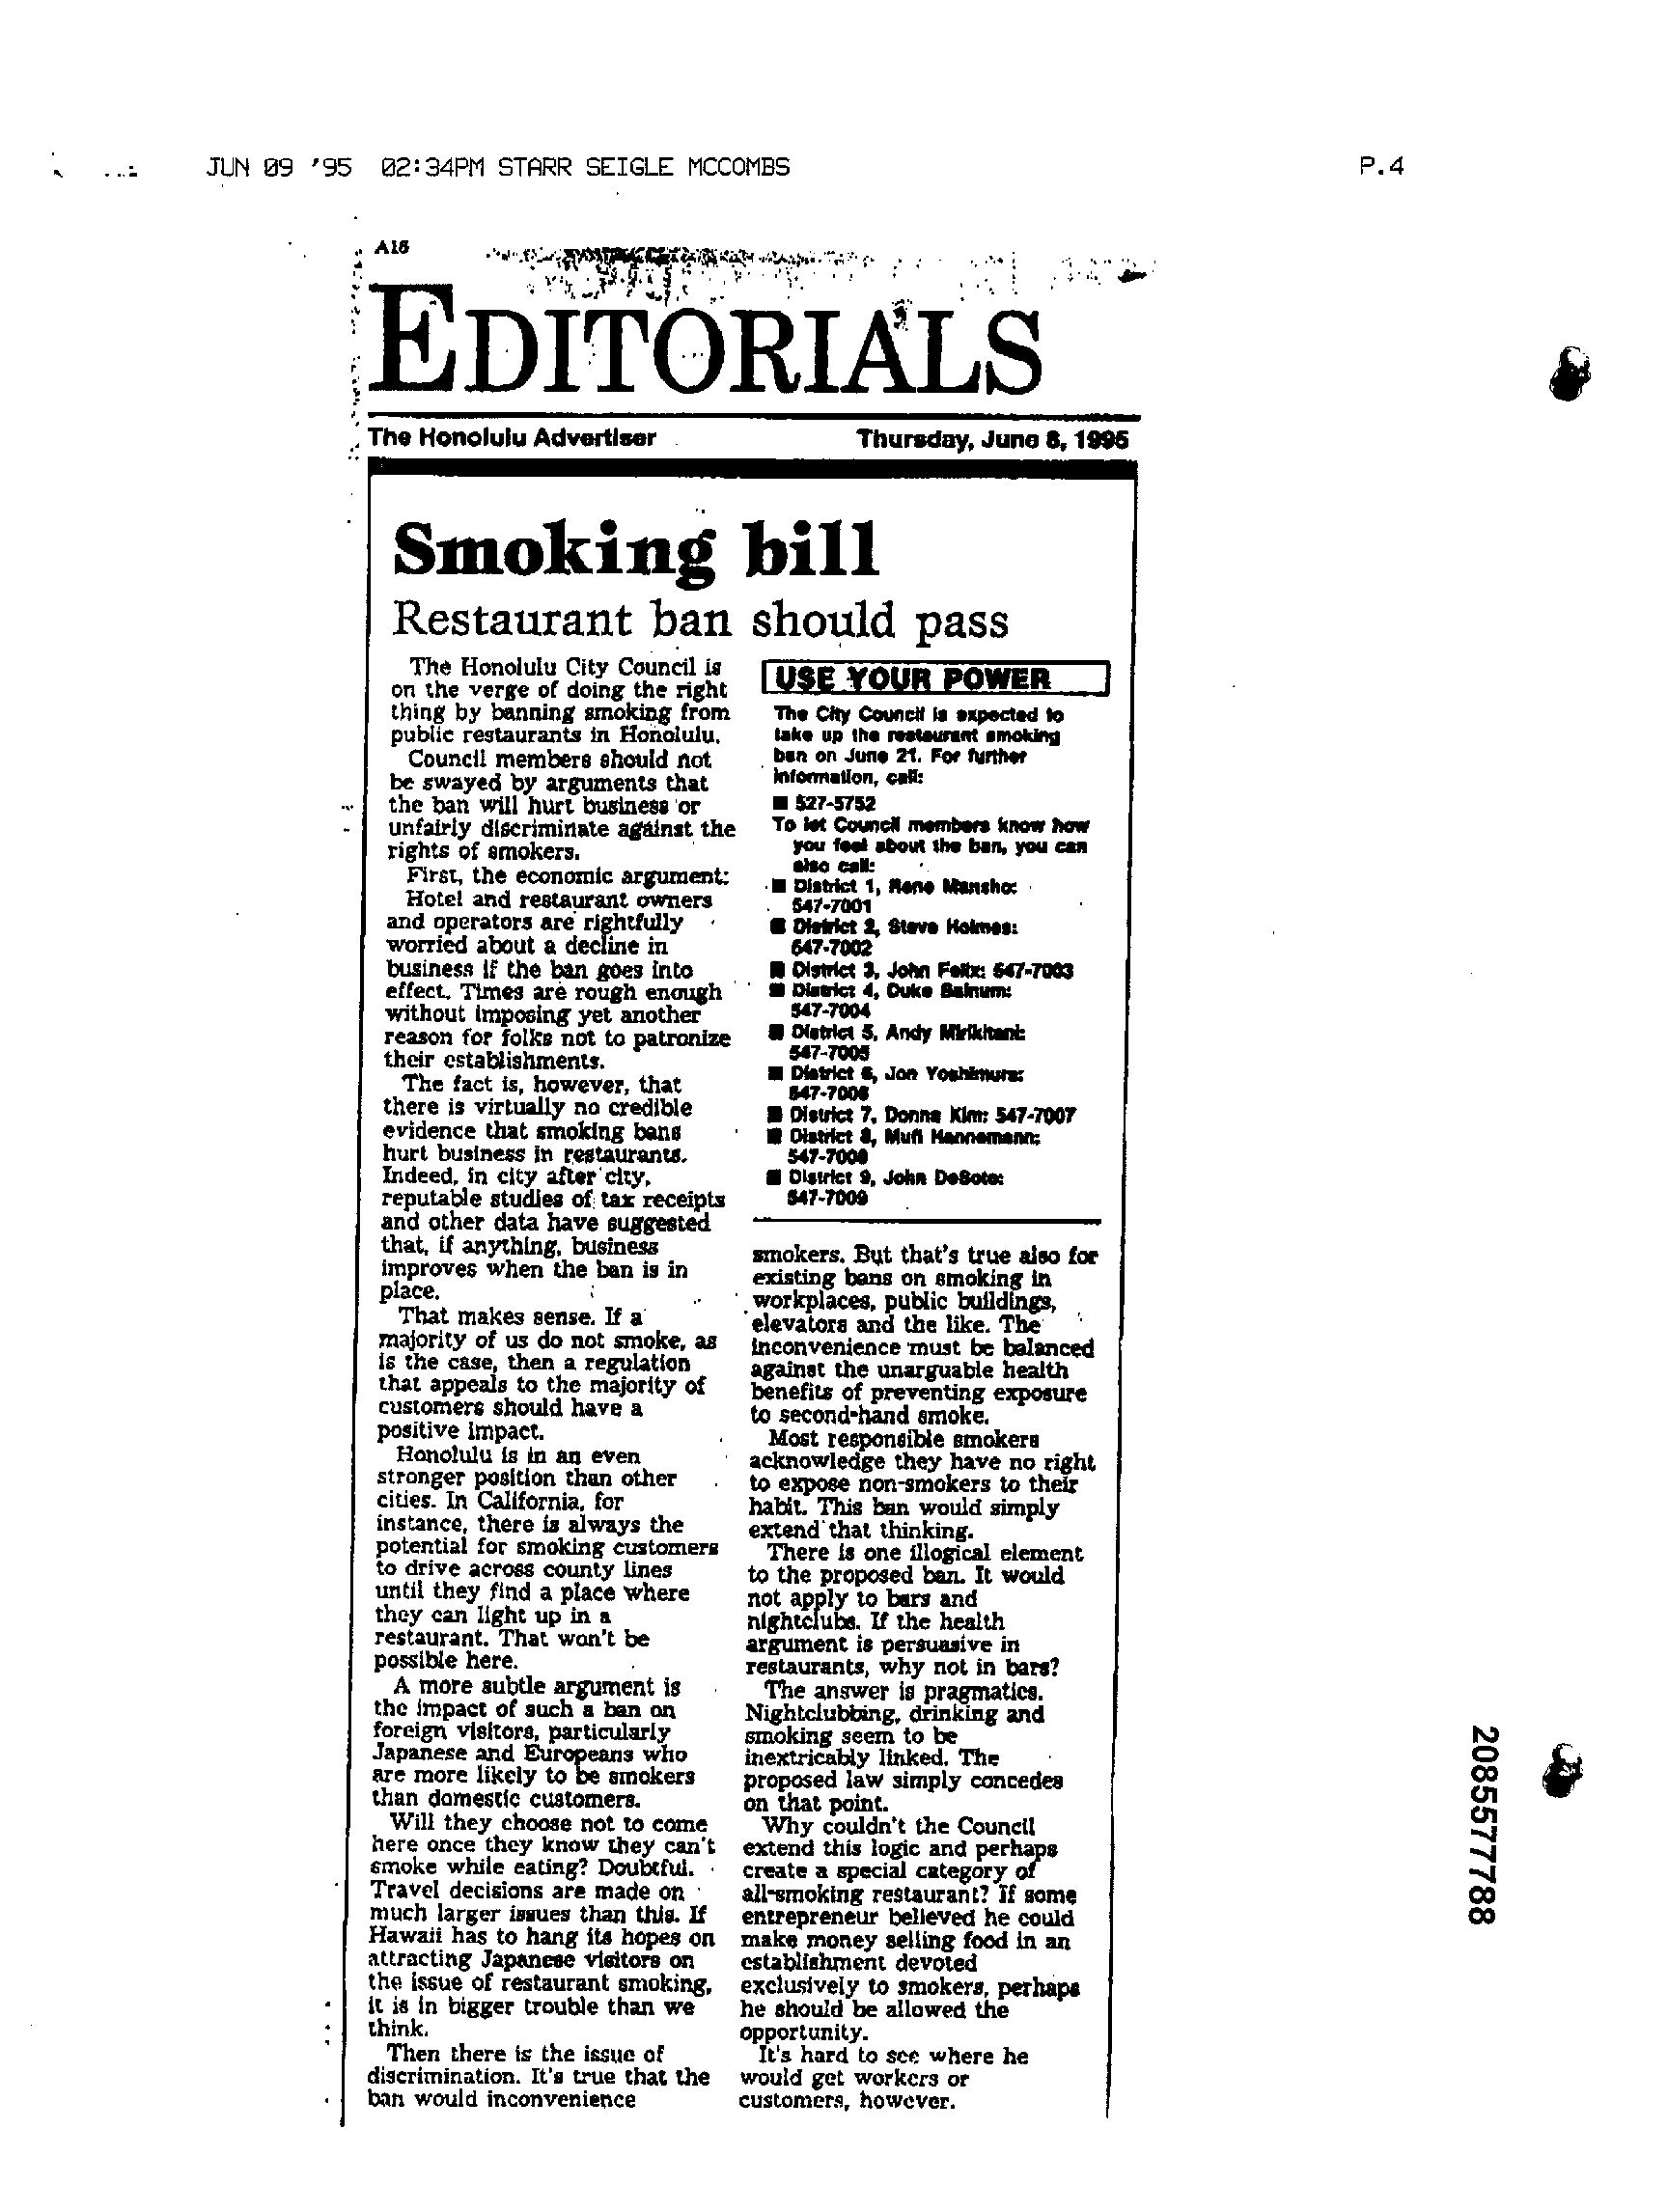 JUN 09 '95 02:34PM STARR SEIGLE MCCOMBS P.4
EDITORIALS
The Honolulu Advertiser Thursday, June 8, 1995
Smoking bill
Restaurant ban should pass
The Honolulu City Council is
on the verge of doing the right
thing by banning smoking from
public restaurants in Honolulu.
Council members should not
be swayed by arguments that
the ban will hurt business or
unfairly discriminate against the
rights of smokers.
First, the economic argument:
Hotel and restaurant owners
and operators are rightfully
worried about a decline in
business if the ban goes into
effect. Times are rough enough
without imposing yet another
reason for folks not to patronize
their establishments.
The fact is, however, that
there is virtually no credible
evidence that smoking bans
hurt business in restaurants.
Indeed, in city after city,
reputable studies of tax receipts
and other data have suggested
that, if anything, business
improves when the ban is in
place.
That makes sense. If a
majority of us do not smoke, as
is the case, then a regulation
that appeals to the majority of
customers should have a
positive impact.
Honolulu is in an even
stronger position than other
cities. In California, for
instance, there is always the
potential for smoking customers
to drive across county lines
until they find a place where
they can light up in a
restaurant. That won't be
possible here.
A more subtle argument is
the impact of such a ban on
foreign visitors, particularly
Japanese and Europeans who
are more likely to be smokers
than domestic customers.
Will they choose not to come
here once they know they can't
smoke while eating? Doubtful.
Travel decisions are made on
much larger issues than this. If
Hawaii has to hang its hopes on
attracting Japanese visitors on
the issue of restaurant smoking,
it is in bigger trouble than we
think.
Then there is the issue of
discrimination. It's true that the
ban would inconvenience
USE YOUR POWER
The City Council is expected to
take up the restaurant smoking
ban on June 21. For further
information, call:
■ 527-5752
To let Council members know how
you feel about the ban, you can
also call:
■ District 1, Rene Mansho:
547-7001
■ District 2, Steve Holmes:
547-7002
■ District 3, John Felix: 547-7003
■ District 4, Duke Bainum:
547-7004
■ District 5, Andy Mirikitani:
547-7005
■ District 6, Jon Yoshimura:
547-7006
■ District 7, Donna Kim: 547-7007
■ District 8, Mufi Hannemann:
547-7008
■ District 9, John DeSoto:
547-7009
smokers. But that's true also for
existing bans on smoking in
workplaces, public buildings,
elevators and the like. The
inconvenience must be balanced
against the unarguable health
benefits of preventing exposure
to second-hand smoke.
Most responsible smokers
acknowledge they have no right
to expose non-smokers to their
habit. This ban would simply
extend that thinking.
There is one illogical element
to the proposed ban. It would
not apply to bars and
nightclubs. If the health
argument is persuasive in
restaurants, why not in bars?
The answer is pragmatics.
Nightclubbing, drinking and
smoking seem to be
inextricably linked. The
proposed law simply concedes
on that point.
Why couldn't the Council
extend this logic and perhaps
create a special category of
all-smoking restaurant? If some
entrepreneur believed he could
make money selling food in an
establishment devoted
exclusively to smokers, perhaps
he should be allowed the
opportunity.
It's hard to see where he
would get workers or
customers, however.
2085577788